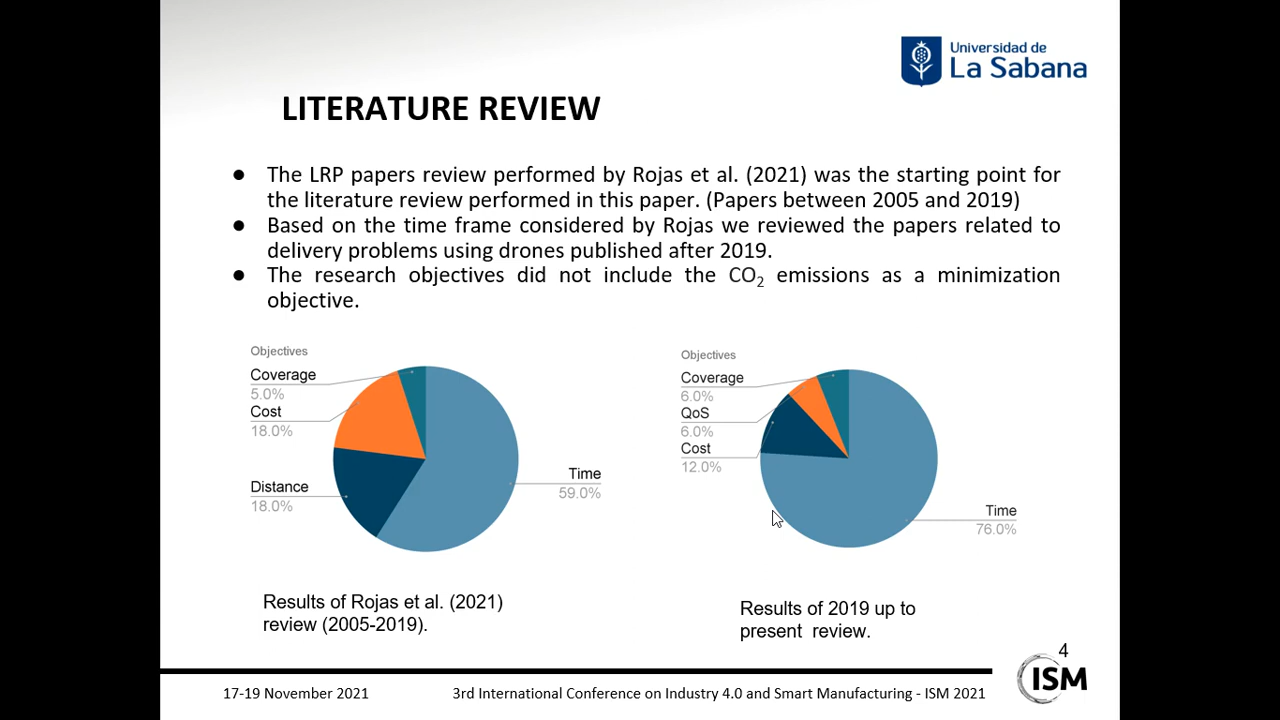 Universidad de
La Sabana
LITERATURE REVIEW
● The LRP papers review performed by Rojas et al. (2021) was the starting point for
the literature review performed in this paper. (Papers between 2005 and 2019)
● Based on the time frame considered by Rojas we reviewed the papers related to
delivery problems using drones published after 2019.
● The research objectives did not include the CO₂ emissions as a minimization
objective.
Objectives
Coverage
5.0%
Cost
18.0%
Distance
18.0%
Time
59.0%
Results of Rojas et al. (2021)
review (2005-2019).
Objectives
Coverage
6.0%
QoS
6.0%
Cost
12.0%
Time
76.0%
Results of 2019 up to
present review.
4
17-19 November 2021
3rd International Conference on Industry 4.0 and Smart Manufacturing - ISM 2021
ISM